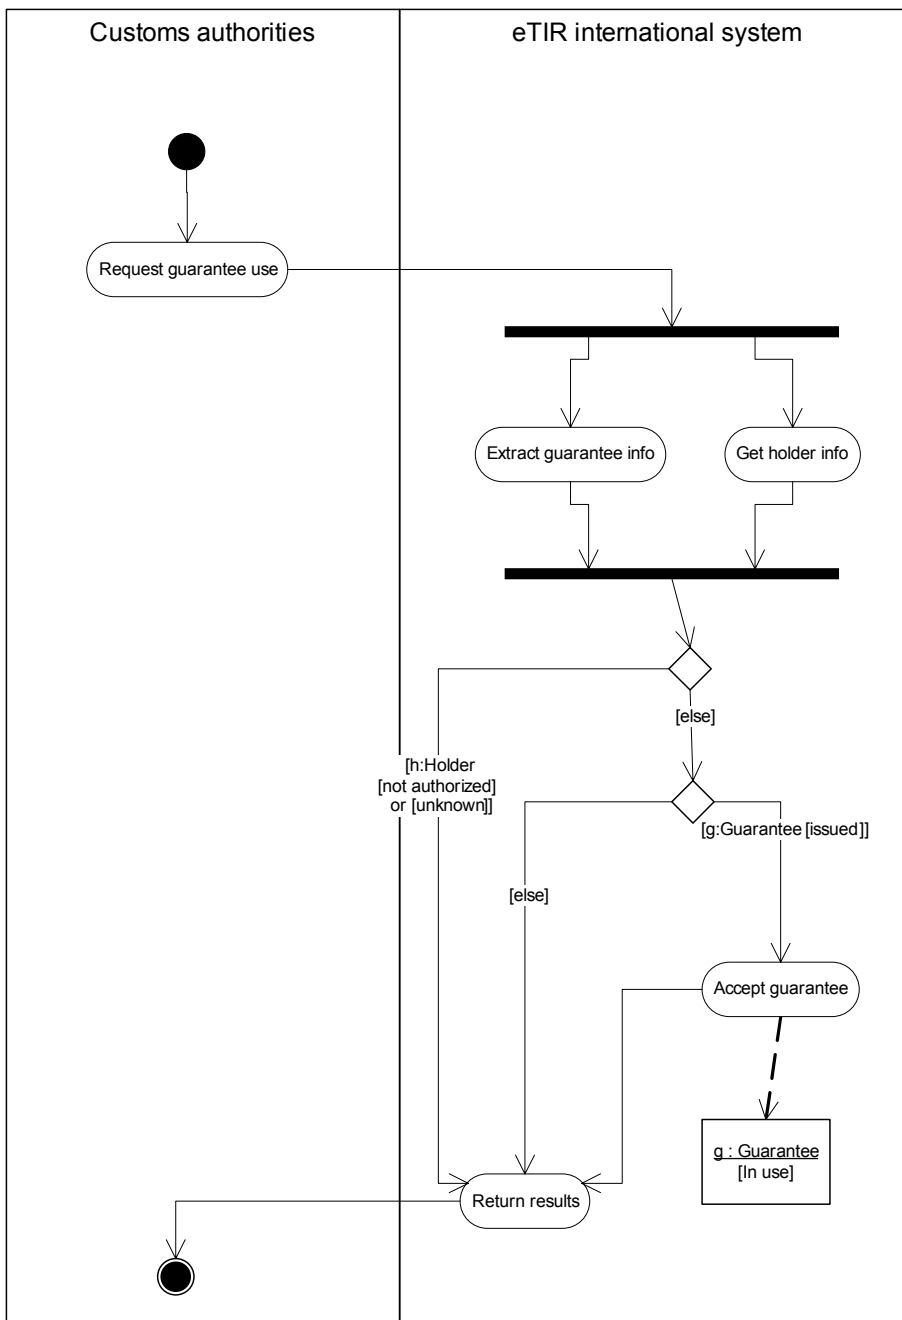 Customs authorities
eTIR international system
Request guarantee use
Extract guarantee info
Get holder info
[else]
[h:Holder
[not authorized]
or [unknown]]
[g:Guarantee [issued]]
[else]
Accept guarantee
g : Guarantee
[In use]
Return results